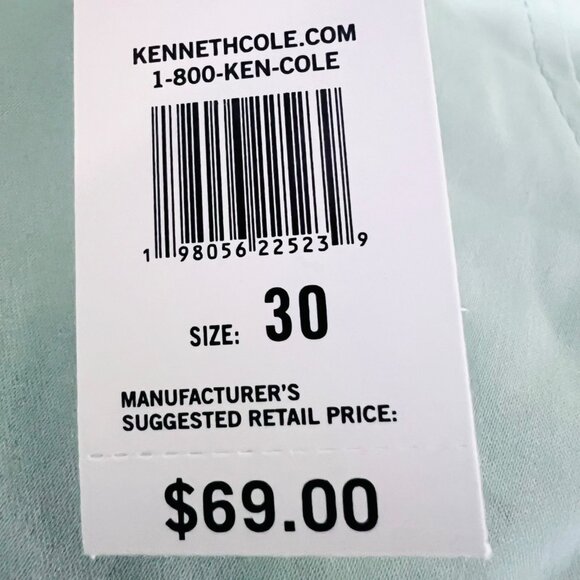 KENNETHCOLE.COM
1-800-KEN-COLE
1 98056 22523 9
SIZE: 30
MANUFACTURER'S
SUGGESTED RETAIL PRICE:
$69.00